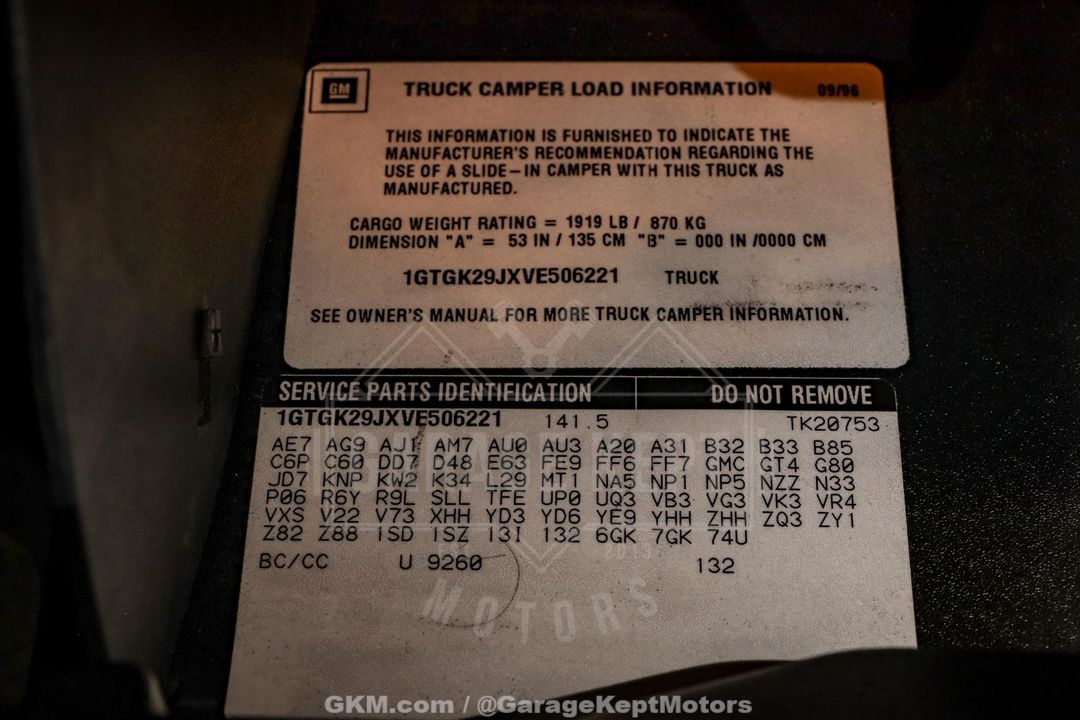 GM
TRUCK CAMPER LOAD INFORMATION 09/96
THIS INFORMATION IS FURNISHED TO INDICATE THE
MANUFACTURER'S RECOMMENDATION REGARDING THE
USE OF A SLIDE-IN CAMPER WITH THIS TRUCK AS
MANUFACTURED.
CARGO WEIGHT RATING = 1919 LB / 870 KG
DIMENSION "A" = 53 IN / 135 CM "B" = 000 IN /0000 CM
1GTGK29JXVE506221 TRUCK
SEE OWNER'S MANUAL FOR MORE TRUCK CAMPER INFORMATION.
SERVICE PARTS IDENTIFICATION DO NOT REMOVE
1GTGK29JXVE506221 141.5 TK20753
AE7 AG9 AJ1 AM7 AU0 AU3 A20 A31 B32 B33 B85
C6P C60 DD7 D48 E63 FE9 FF6 FF7 GMC GT4 G80
JD7 KNP KW2 K34 L29 MT1 NA5 NP1 NP5 NZZ N33
P06 R6Y R9L SLL TFE UP0 UQ3 VB3 VG3 VK3 VR4
VXS V22 V73 XHH YD3 YD6 YE9 YHH ZHH ZQ3 ZY1
Z82 Z88 1SD 1SZ 13I 132 6GK 7GK 74U
BC/CC U 9260 132
MOTORS
GKM.com / @GarageKeptMotors